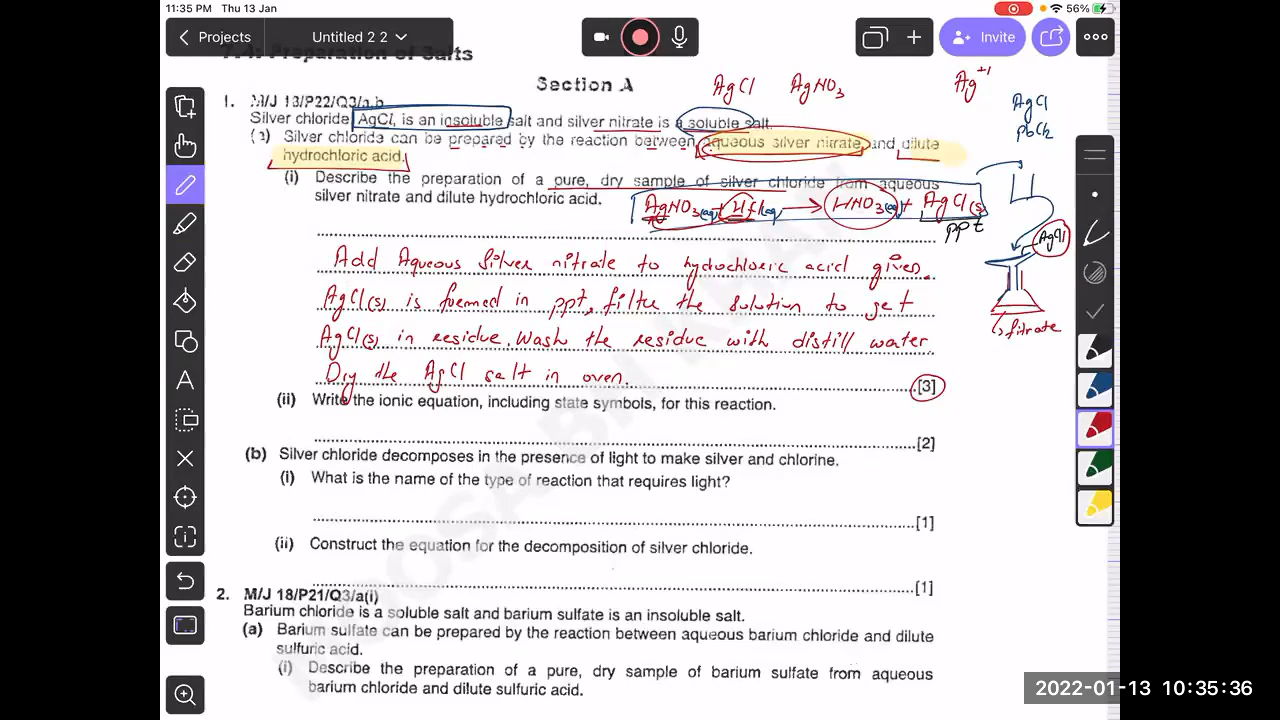 11:35 PM Thu 13 Jan
56%
Projects
Untitled 2 2
Invite
Preparation of Salts
Section A
AgCl AgNO3 Ag+1
AgCl
PbCl2
1. M/J 18/P22/Q3/a,b
Silver chloride, AgCl, is an insoluble salt and silver nitrate is a soluble salt.
Silver chloride can be prepared by the reaction between aqueous silver nitrate and dilute
hydrochloric acid.
(i) Describe the preparation of a pure, dry sample of silver chloride from aqueous
silver nitrate and dilute hydrochloric acid.
AgNO3(aq) + HCl(aq) → HNO3(aq) + AgCl(s)
ppt
AgCl
Add Aqueous Silver nitrate to hydochloric acid given.
AgCl(s) is formed in ppt, filter the solution to get
AgCl(s) in residue. Wash the residue with distill water
Dry the AgCl salt in oven.
[3]
filtrate
(ii) Write the ionic equation, including state symbols, for this reaction.
[2]
(b) Silver chloride decomposes in the presence of light to make silver and chlorine.
(i) What is the name of the type of reaction that requires light?
[1]
(ii) Construct the equation for the decomposition of silver chloride.
[1]
2. M/J 18/P21/Q3/a(i)
Barium chloride is a soluble salt and barium sulfate is an insoluble salt.
(a) Barium sulfate can be prepared by the reaction between aqueous barium chloride and dilute
sulfuric acid.
(i) Describe the preparation of a pure, dry sample of barium sulfate from aqueous
barium chloride and dilute sulfuric acid.
2022-01-13 10:35:36